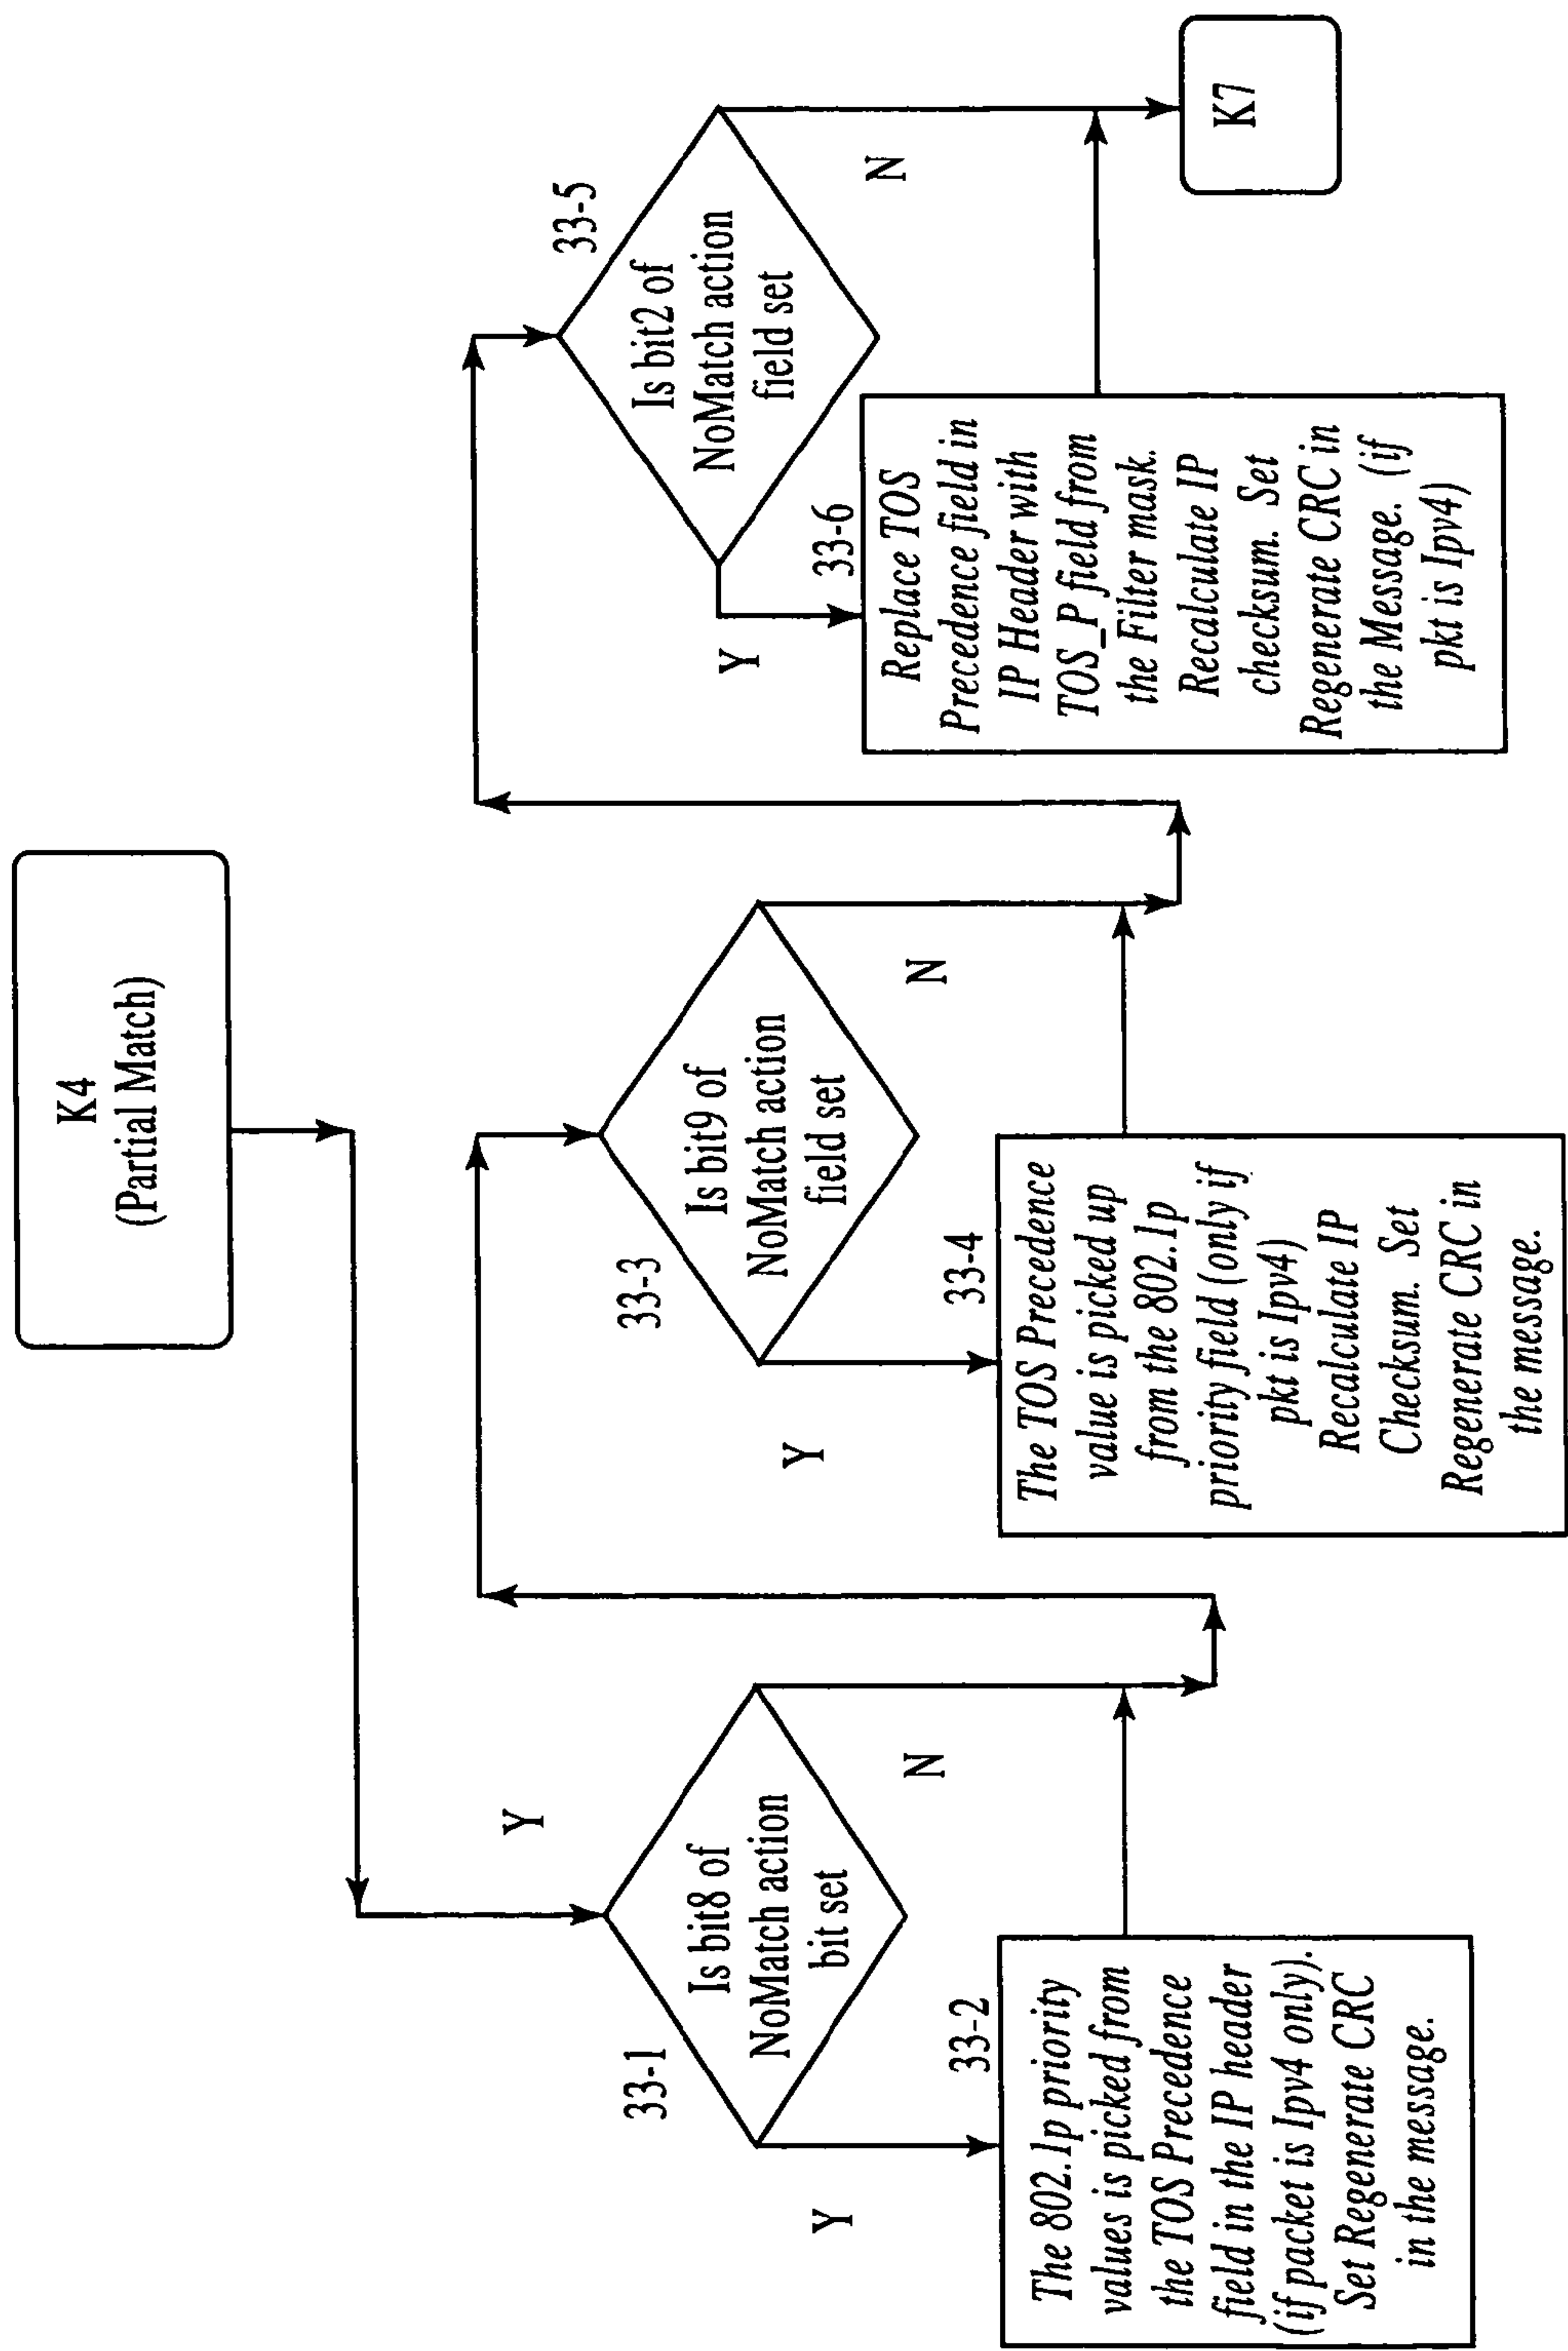 K4
(Partial Match)
Y
33-1
Is bit8 of
NoMatch action
bit set
Y
N
33-2
The 802.1p priority
values is picked from
the TOS Precedence
field in the IP header
(if packet is Ipv4 only).
Set Regenerate CRC
in the message.
33-3
Is bit9 of
NoMatch action
field set
Y
N
33-4
The TOS Precedence
value is picked up
from the 802.1p
priority field (only if
pkt is Ipv4)
Recalculate IP
Checksum. Set
Regenerate CRC in
the message.
33-5
Is bit2 of
NoMatch action
field set
Y
N
33-6
Replace TOS
Precedence field in
IP Header with
TOS_P field from
the Filter mask.
Recalculate IP
checksum. Set
Regenerate CRC in
the Message. (if
pkt is Ipv4)
K7